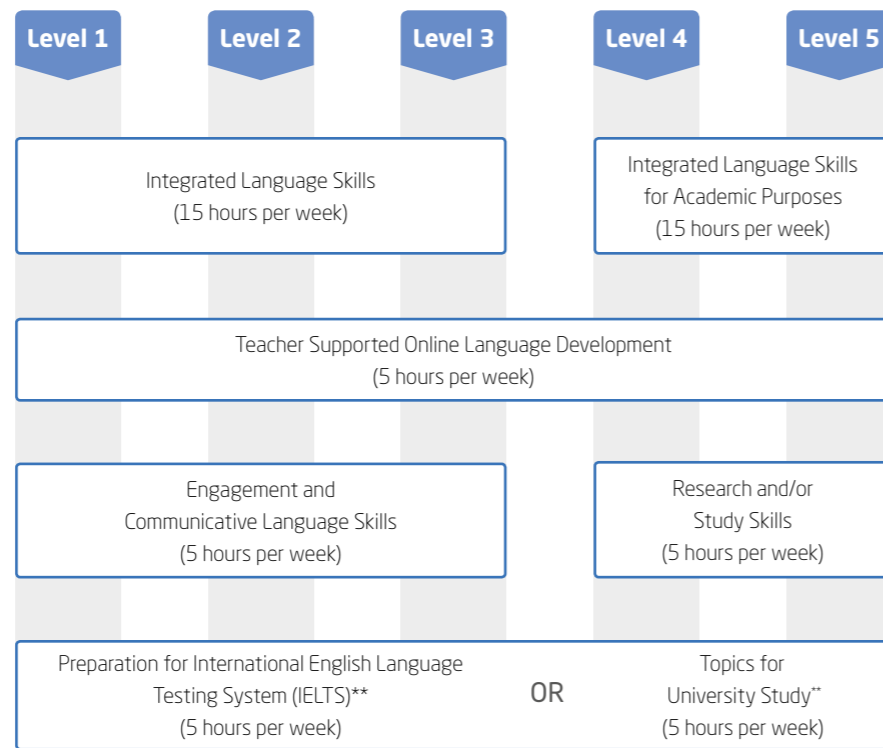 Level 1
Level 2
Level 3
Level 4
Level 5
Integrated Language Skills
(15 hours per week)
Integrated Language Skills
for Academic Purposes
(15 hours per week)
Teacher Supported Online Language Development
(5 hours per week)
Engagement and
Communicative Language Skills
(5 hours per week)
Research and/or
Study Skills
(5 hours per week)
Preparation for International English Language
Testing System (IELTS)**
(5 hours per week)
OR
Topics for
University Study**
(5 hours per week)